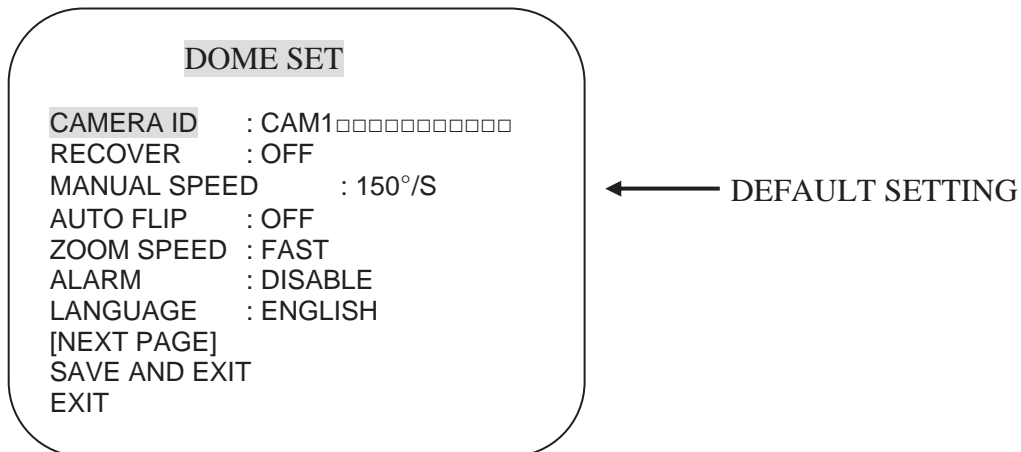 DOME SET
CAMERA ID : CAM1□□□□□□□□□□□
RECOVER : OFF
MANUAL SPEED : 150°/S
DEFAULT SETTING
AUTO FLIP : OFF
ZOOM SPEED : FAST
ALARM : DISABLE
LANGUAGE : ENGLISH
[NEXT PAGE]
SAVE AND EXIT
EXIT